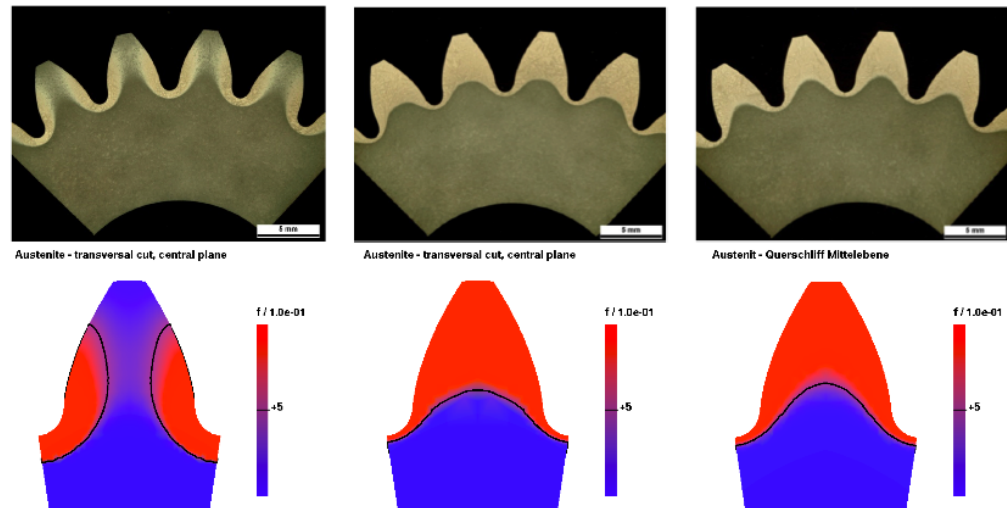 5 mm
5 mm
5 mm
Austenite - transversal cut, central plane
Austenite - transversal cut, central plane
Austenit - Querschliff Mittelebene
f / 1.0e-01
f / 1.0e-01
f / 1.0e-01
+5
+5
+5